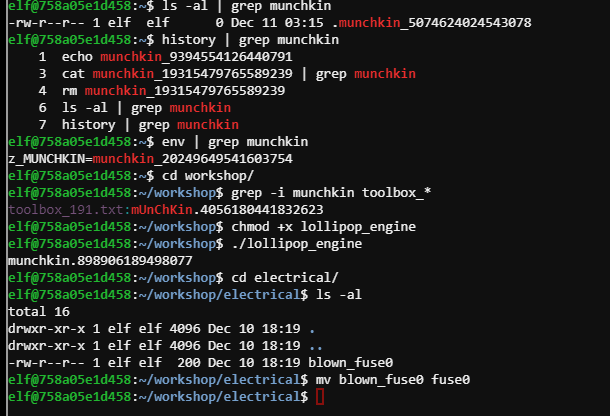 elf@758a05e1d458:~$ ls -al | grep munchkin
-rw-r--r-- 1 elf  elf      0 Dec 11 03:15 .munchkin_5074624024543078
elf@758a05e1d458:~$ history | grep munchkin
    1  echo munchkin_9394554126440791
    3  cat munchkin_19315479765589239 | grep munchkin
    4  rm munchkin_19315479765589239
    6  ls -al | grep munchkin
    7  history | grep munchkin
elf@758a05e1d458:~$ env | grep munchkin
z_MUNCHKIN=munchkin_20249649541603754
elf@758a05e1d458:~$ cd workshop/
elf@758a05e1d458:~/workshop$ grep -i munchkin toolbox_*
toolbox_191.txt:mUnChKin.4056180441832623
elf@758a05e1d458:~/workshop$ chmod +x lollipop_engine
elf@758a05e1d458:~/workshop$ ./lollipop_engine
munchkin.898906189498077
elf@758a05e1d458:~/workshop$ cd electrical/
elf@758a05e1d458:~/workshop/electrical$ ls -al
total 16
drwxr-xr-x 1 elf elf 4096 Dec 10 18:19 .
drwxr-xr-x 1 elf elf 4096 Dec 10 18:19 ..
-rw-r--r-- 1 elf elf  200 Dec 10 18:19 blown_fuse0
elf@758a05e1d458:~/workshop/electrical$ mv blown_fuse0 fuse0
elf@758a05e1d458:~/workshop/electrical$